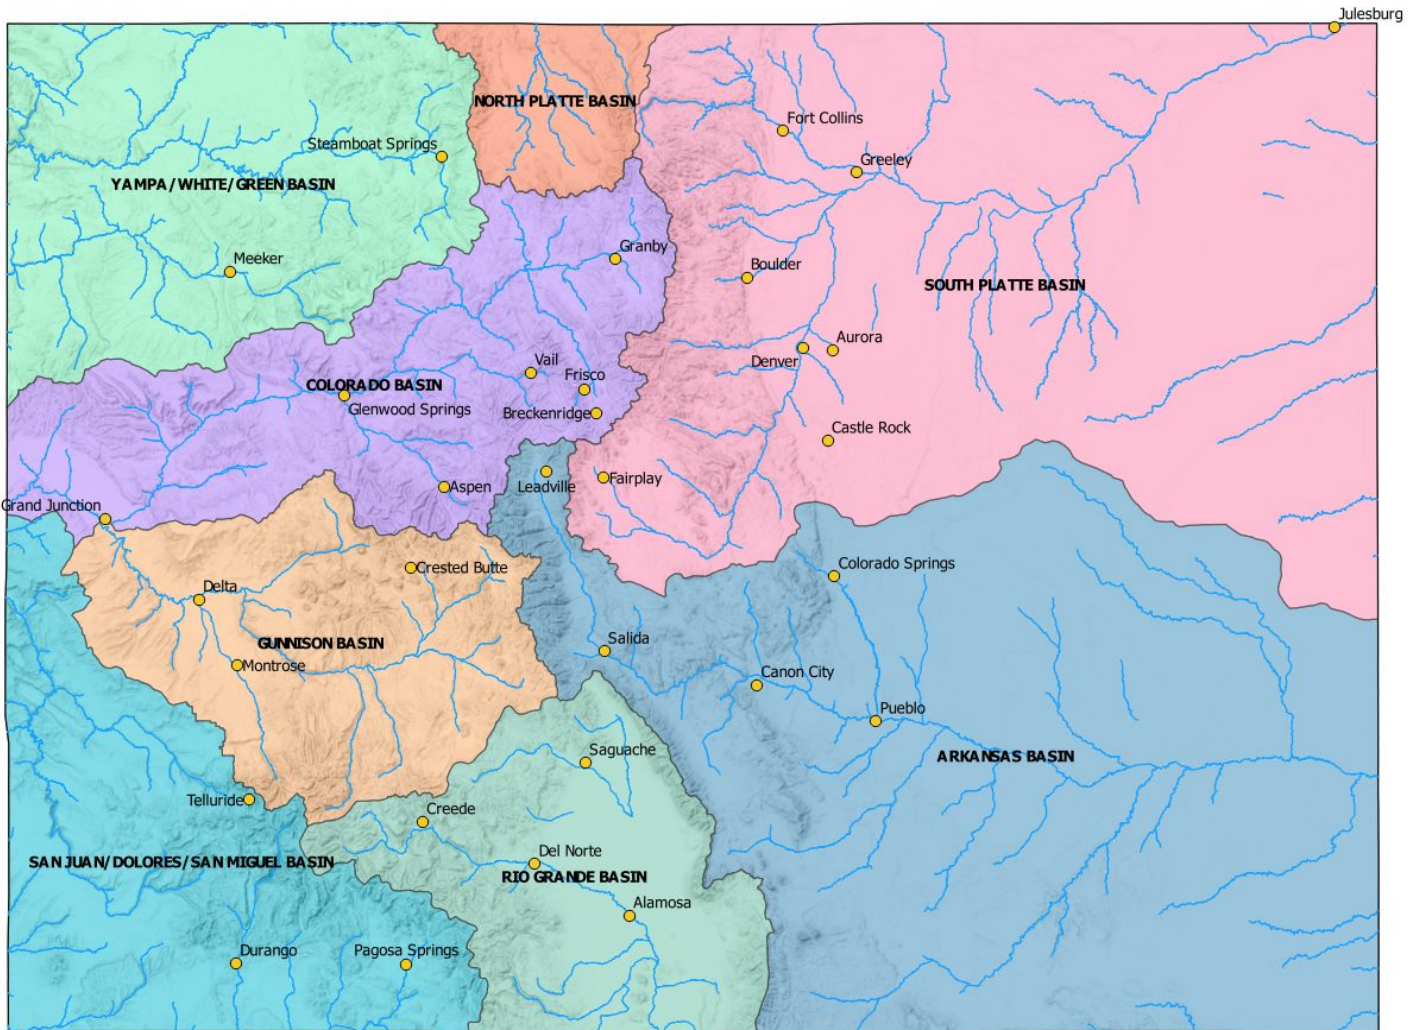 Julesburg
NORTH PLATTE BASIN
Fort Collins
Steamboat Springs
Greeley
YAMPA/WHITE/GREEN BASIN
Granby
Meeker
Boulder
SOUTH PLATTE BASIN
Aurora
Vail
Denver
Frisco
COLORADO BASIN
Glenwood Springs
Breckenridge
Castle Rock
Fairplay
Leadville
Aspen
Grand Junction
Colorado Springs
Crested Butte
Delta
Salida
GUNNISON BASIN
Montrose
Canon City
Pueblo
Saguache
ARKANSAS BASIN
Telluride
Creede
Del Norte
SAN JUAN/DOLORES/SAN MIGUEL BASIN
RIO GRANDE BASIN
Alamosa
Durango
Pagosa Springs